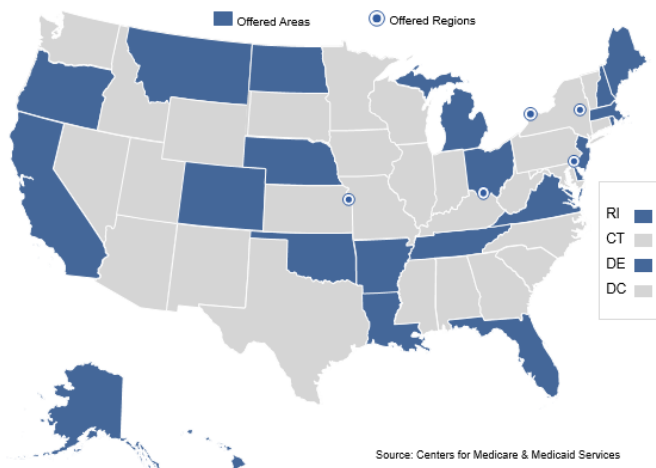 Offered Areas
Offered Regions
RI
CT
DE
DC
Source: Centers for Medicare & Medicaid Services